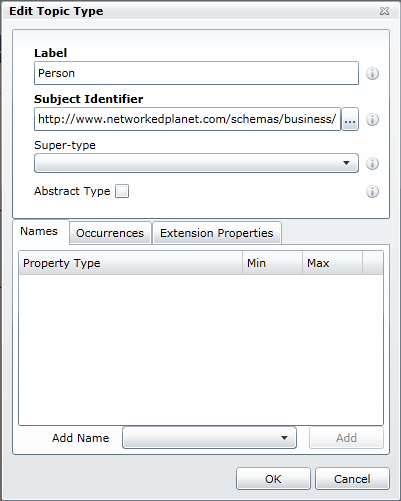 Edit Topic Type
Label
Person
Subject Identifier
http://www.networkedplanet.com/schemas/business/ ...
Super-type
Abstract Type
Names Occurrences Extension Properties
Property Type Min Max
Add Name Add
OK Cancel